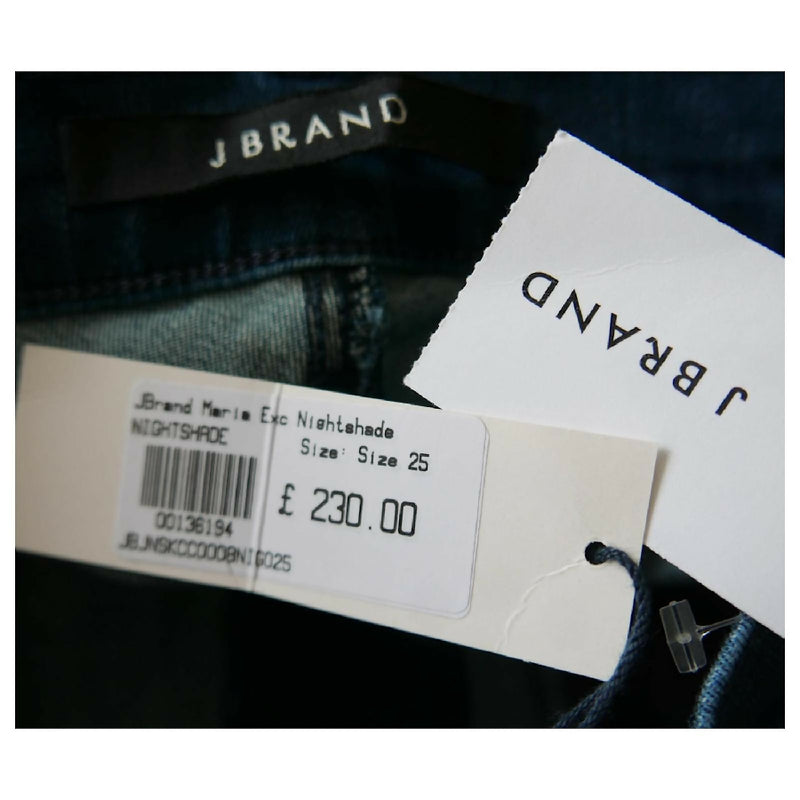 J BRAND
J BRAND
JBrand Maria Exc Nightshade
NIGHTSHADE
Size: Size 25
£ 230.00
00136194
JBJNSKCC0008NIG025